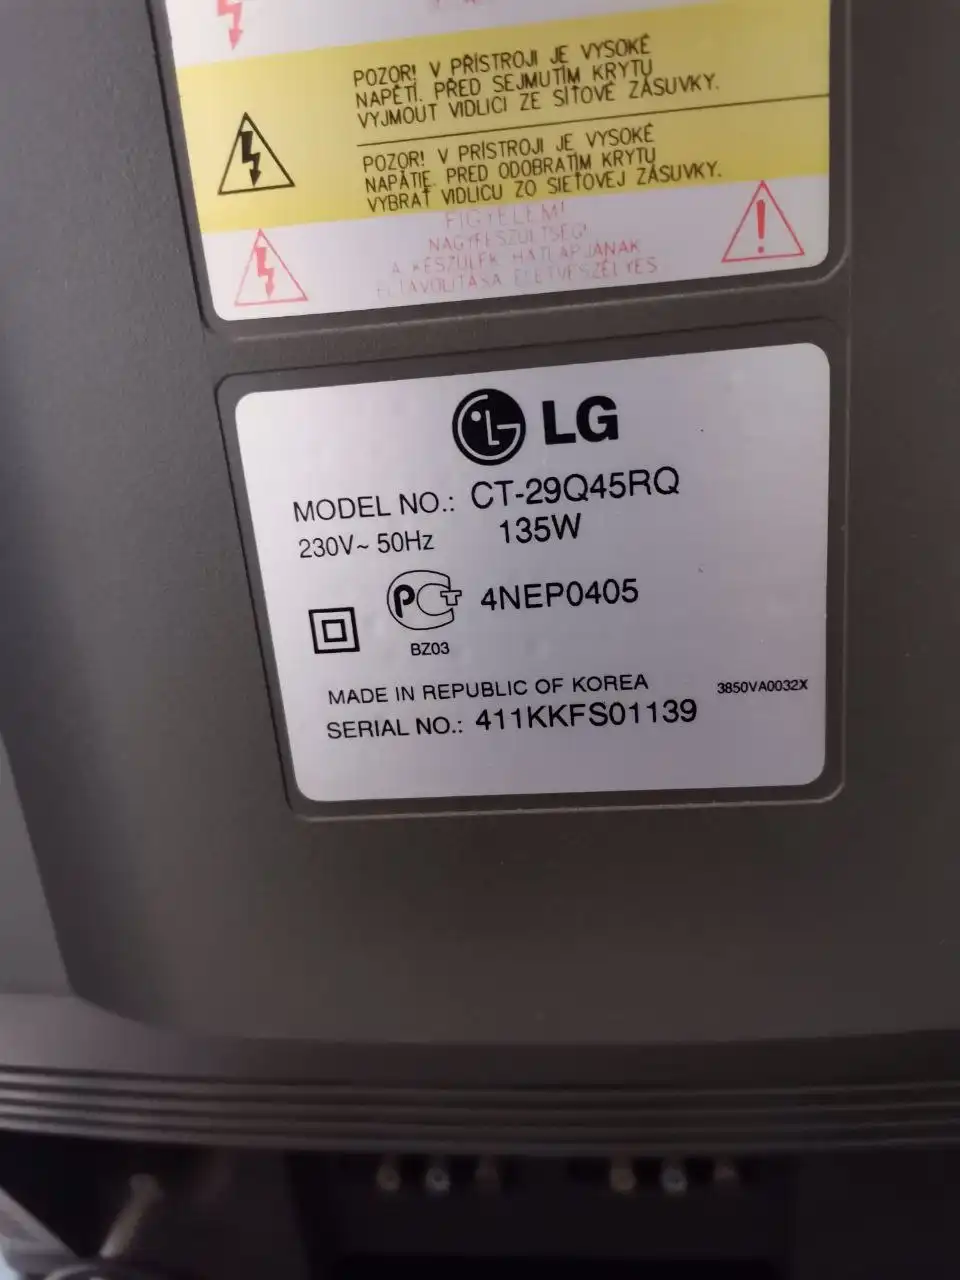 POZOR! V PŘÍSTROJI JE VYSOKÉ
NAPĚTÍ. PŘED SEJMUTÍM KRYTU
VYJMOUT VIDLICI ZE SÍŤOVÉ ZÁSUVKY.
POZOR! V PRÍSTROJI JE VYSOKÉ
NAPÄTIE. PRED ODOBRATÍM KRYTU
VYBRAŤ VIDLICU ZO SIEŤOVEJ ZÁSUVKY.
FIGYELEM!
NAGYFESZÜLTSÉG!
A KÉSZÜLÉK HÁTLAPJÁNAK
ELTÁVOLÍTÁSA ÉLETVESZÉLYES
LG
MODEL NO.: CT-29Q45RQ
230V~ 50Hz 135W
PCT 4NEP0405
BZ03
MADE IN REPUBLIC OF KOREA 3850VA0032X
SERIAL NO.: 411KKFS01139